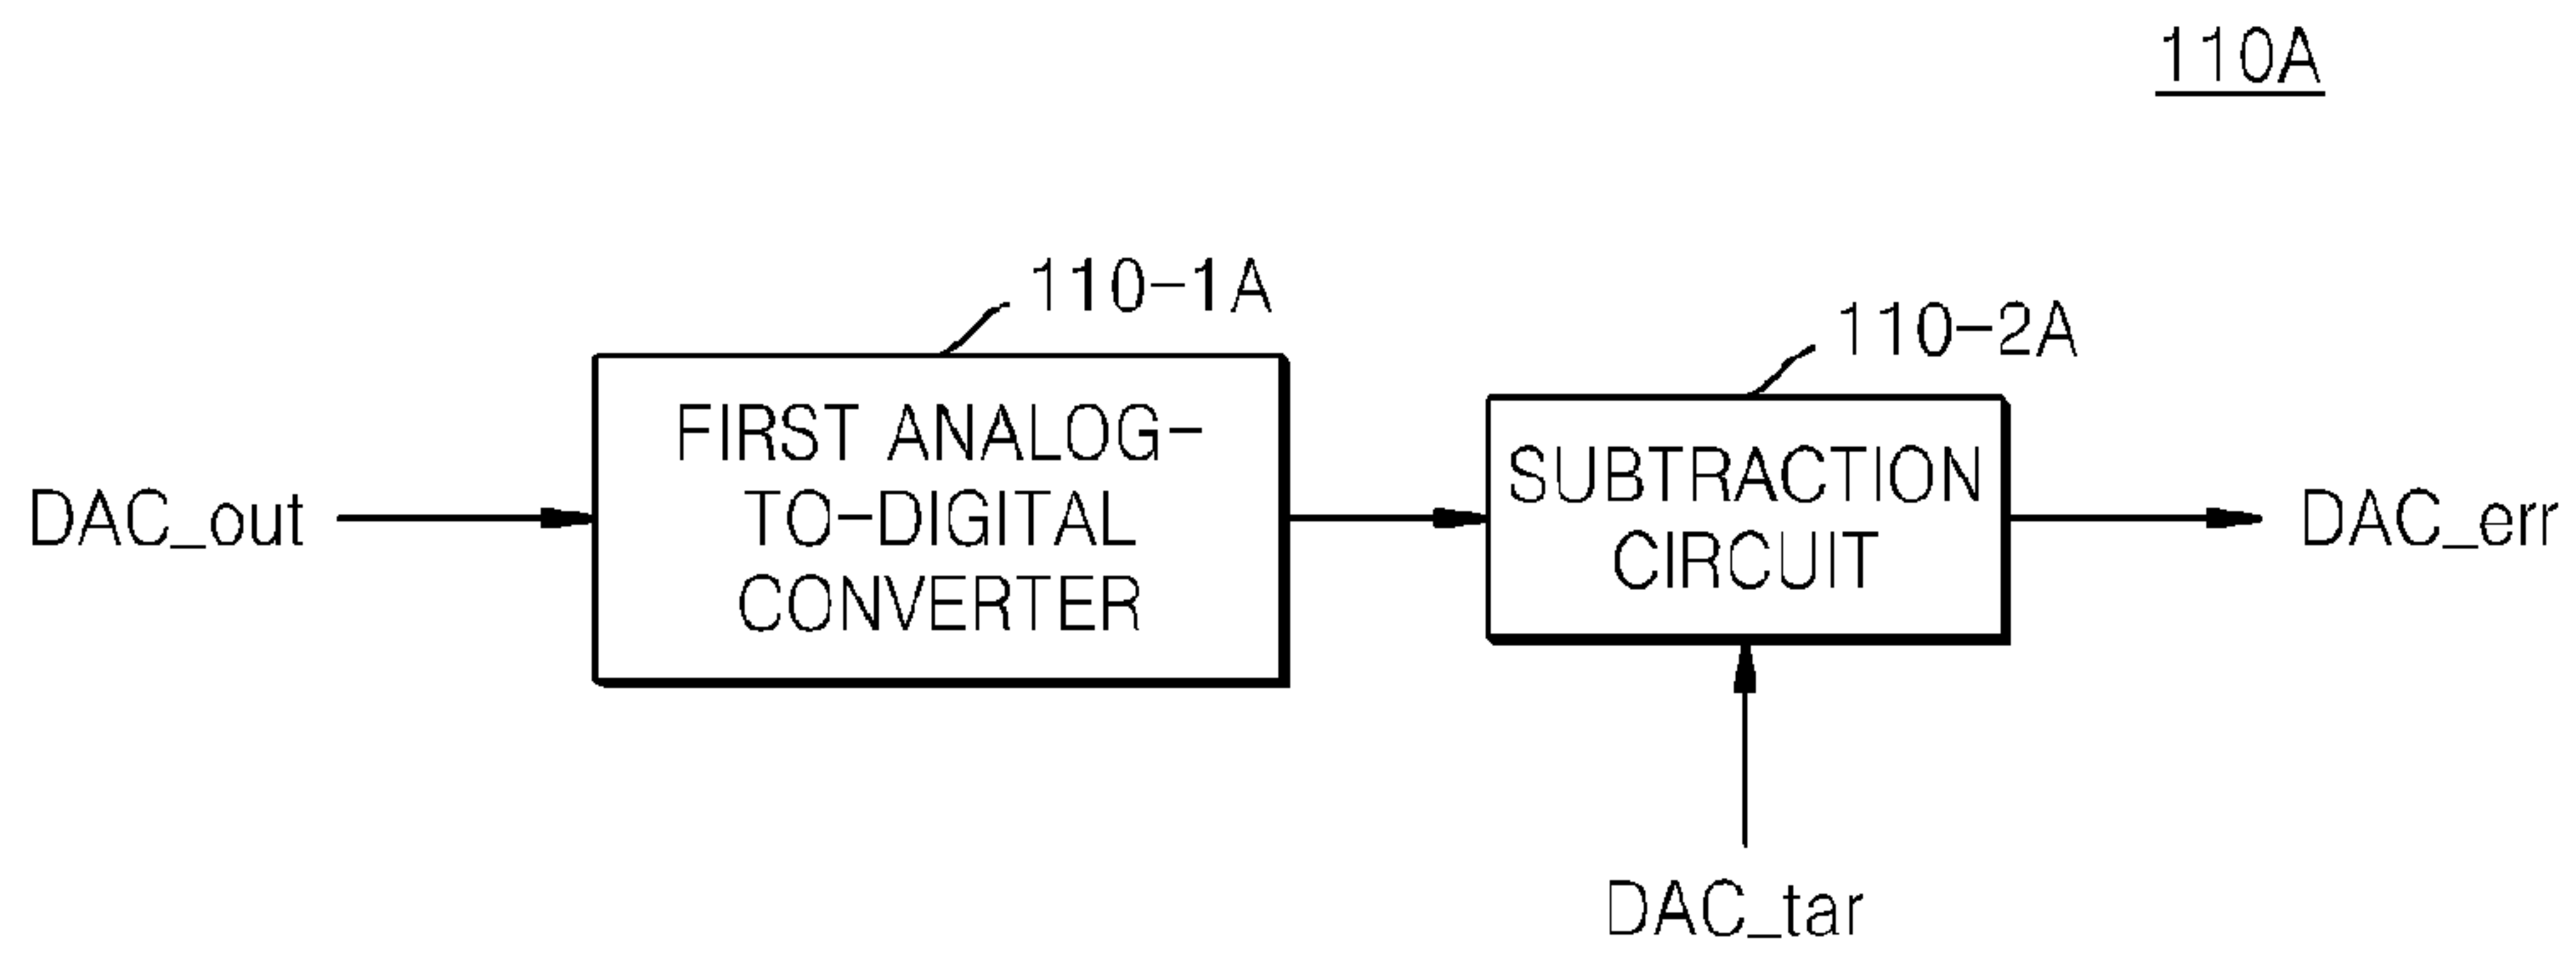 110A
110-1A
110-2A
FIRST ANALOG-
TO-DIGITAL
CONVERTER
SUBTRACTION
CIRCUIT
DAC_out
DAC_err
DAC_tar